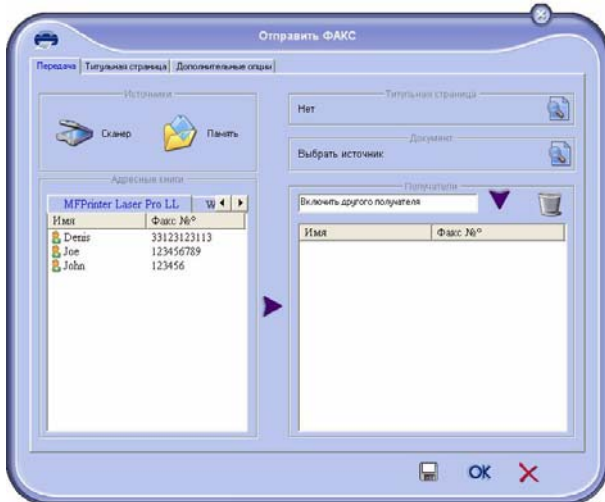 Отправить ФАКС
Передача Титульная страница Дополнительные опции
Источники
Сканер Память
Титульная страница
Нет
Документ
Выбрать источник
Адресные книги
MFPrinter Laser Pro LL W
Имя Факс №°
Denis 33123123113
Joe 123456789
John 123456
Получатели
Включить другого получателя
Имя Факс №°
OK